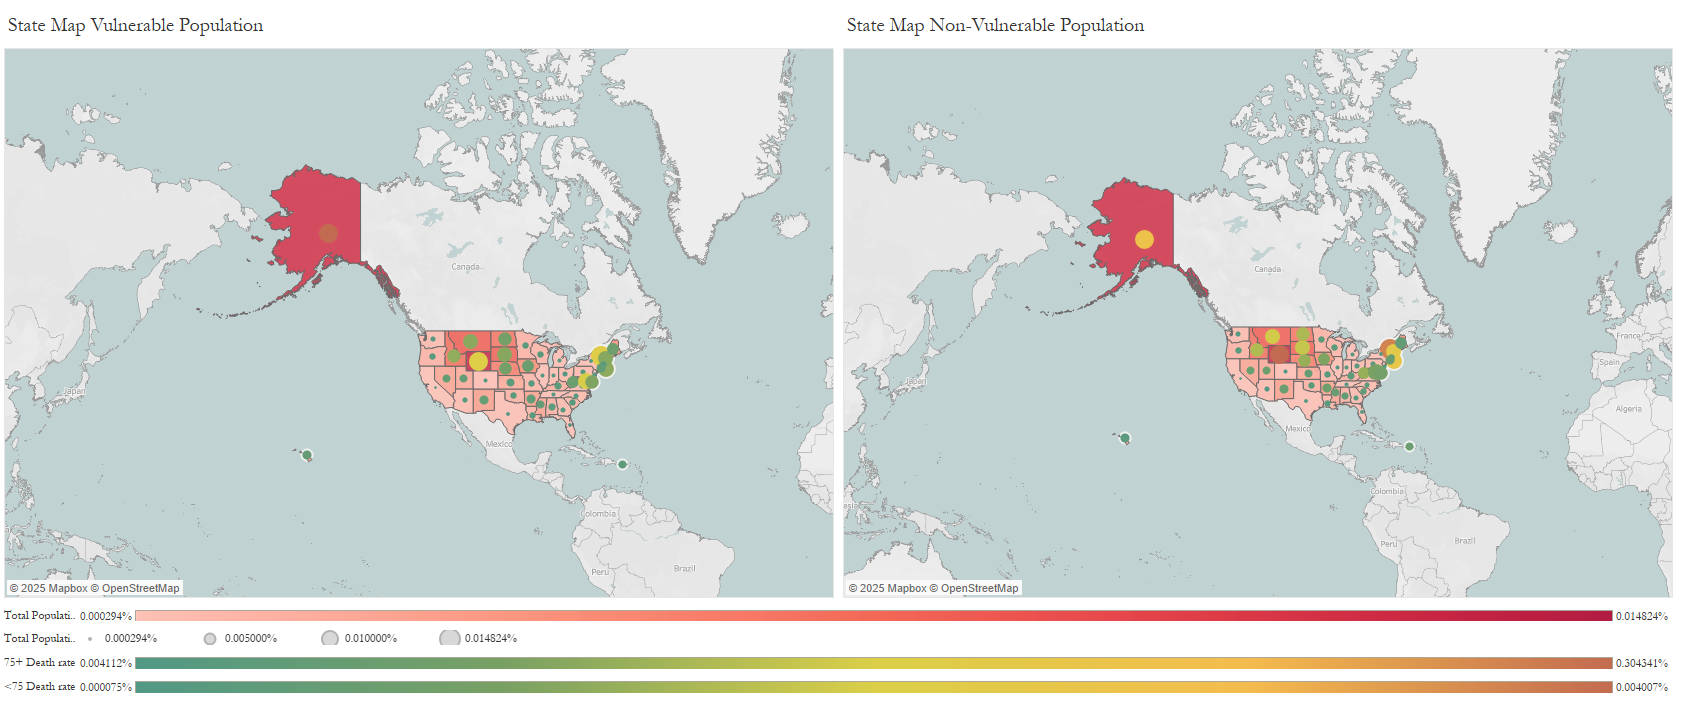 State Map Vulnerable Population
State Map Non-Vulnerable Population
Canada
Japan
Mexico
Colombia
Peru
Brazil
© 2025 Mapbox © OpenStreetMap
Canada
France
Spain
Japan
Algeria
Mexico
Colombia
Peru
Brazil
© 2025 Mapbox © OpenStreetMap
Total Populati.. 0.000294% 0.014824%
Total Populati.. 0.000294% 0.005000% 0.010000% 0.014824%
75+ Death rate 0.004112% 0.304341%
<75 Death rate 0.000075% 0.004007%